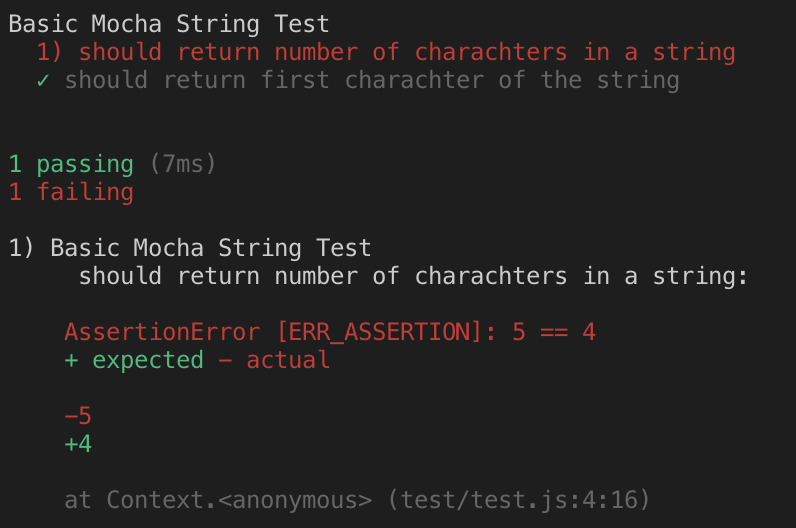 Basic Mocha String Test
1) should return number of charachters in a string
✓ should return first charachter of the string
1 passing (7ms)
1 failing
1) Basic Mocha String Test
should return number of charachters in a string:
AssertionError [ERR_ASSERTION]: 5 == 4
+ expected - actual
-5
+4
at Context.<anonymous> (test/test.js:4:16)